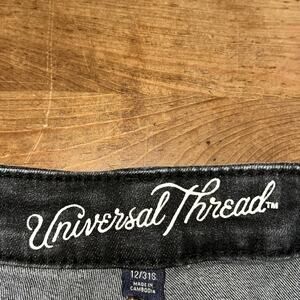 Universal Thread™
12/31S
MADE IN
CAMBODIA